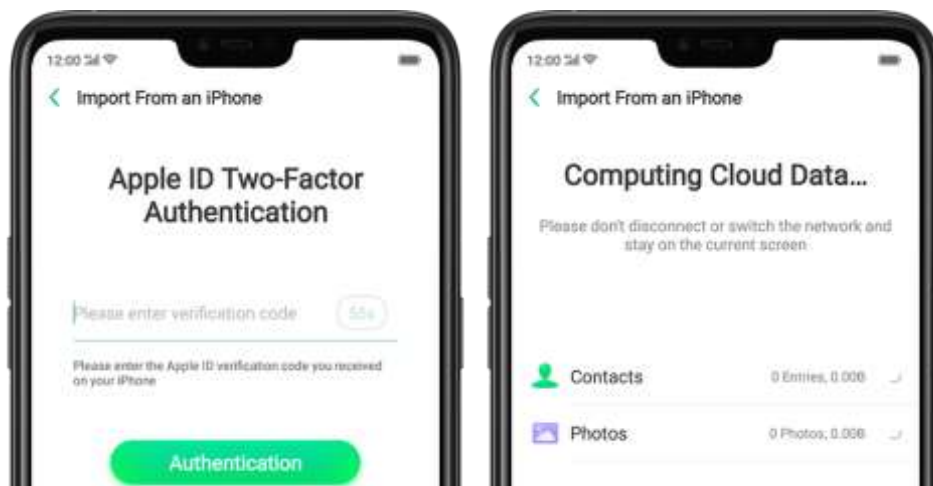 12:00
Import From an iPhone
Apple ID Two-Factor
Authentication
Please enter verification code
55s
Please enter the Apple ID verification code you received
on your iPhone
Authentication
12:00
Import From an iPhone
Computing Cloud Data...
Please don't disconnect or switch the network and
stay on the current screen
Contacts
0 Entries, 0.00B
Photos
0 Photos, 0.00B